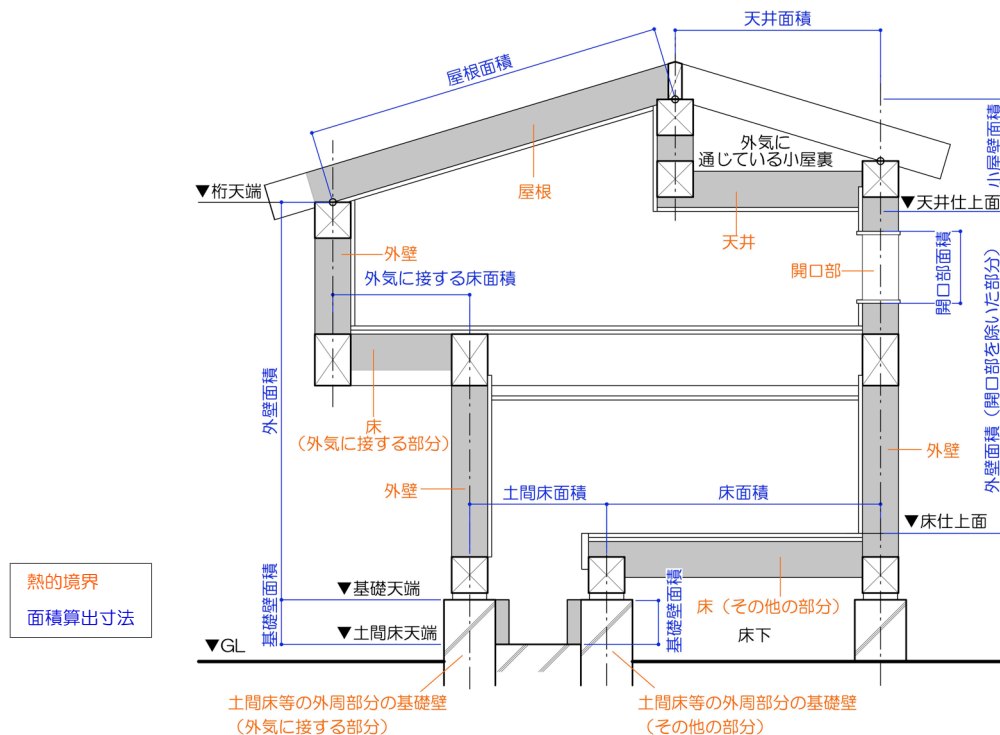 天井面積
屋根面積
小屋壁面積
外気に
通じている小屋裏
屋根
▼桁天端
▼天井仕上面
天井
外壁
外気に接する床面積
開口部
開口部面積
外壁面積
外壁面積（開口部を除いた部分）
床
（外気に接する部分）
外壁
外壁
土間床面積
床面積
▼床仕上面
熱的境界
面積算出寸法
基礎壁面積
▼基礎天端
基礎壁面積
床（その他の部分）
▼土間床天端
床下
▼GL
土間床等の外周部分の基礎壁
（外気に接する部分）
土間床等の外周部分の基礎壁
（その他の部分）